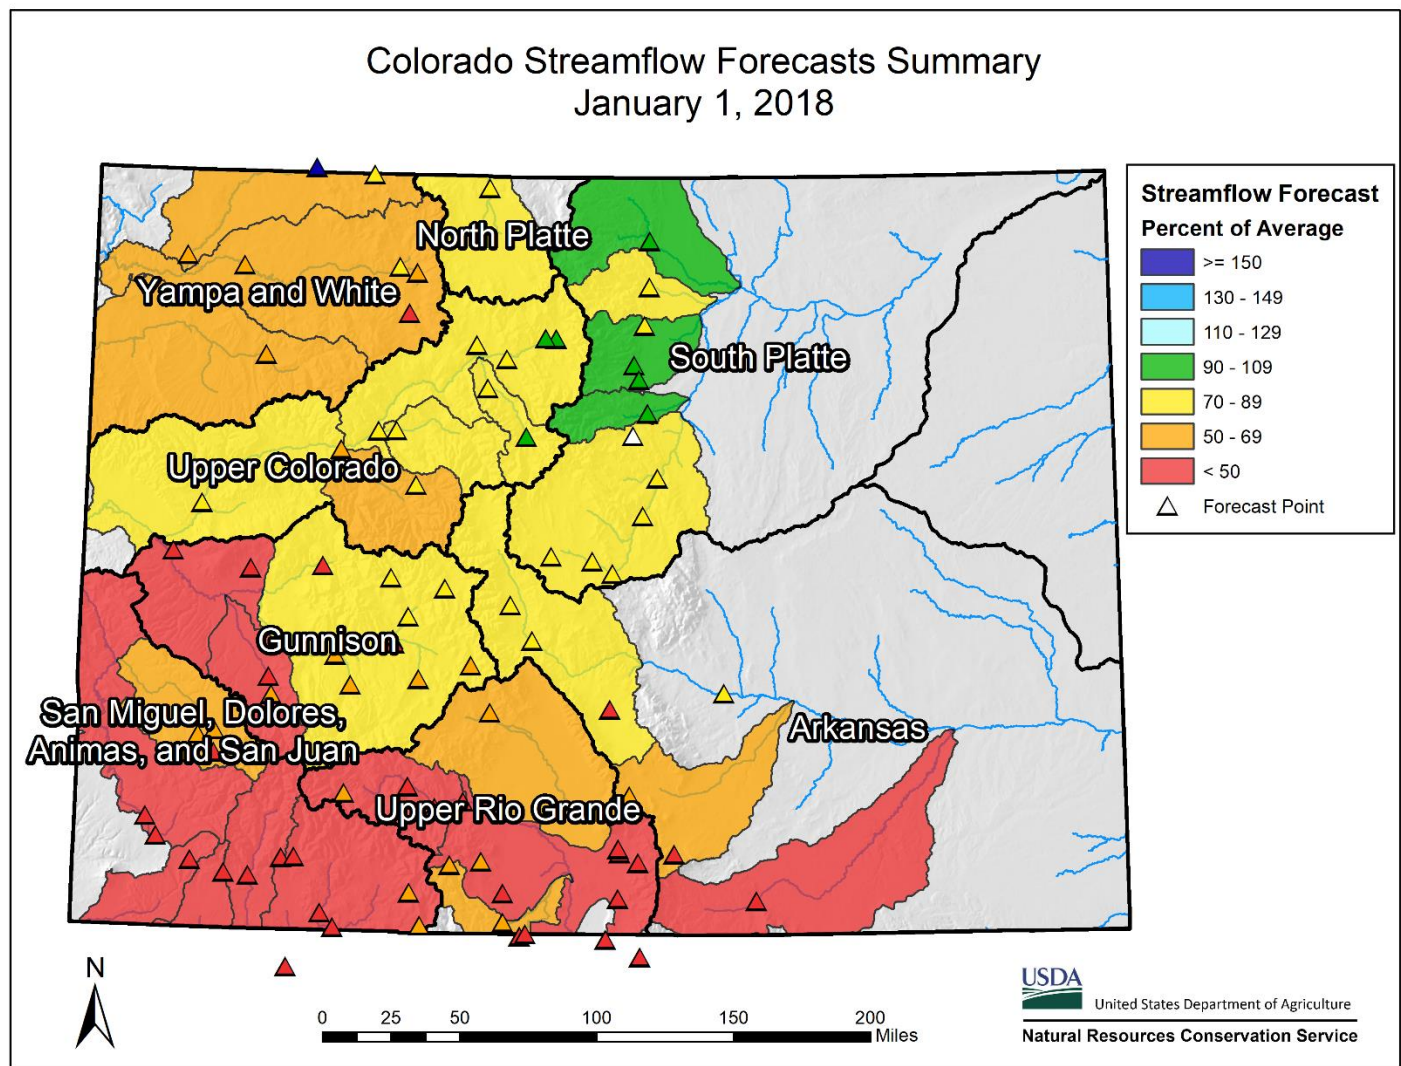 Colorado Streamflow Forecasts Summary
January 1, 2018
Streamflow Forecast
Percent of Average
>= 150
130 - 149
110 - 129
90 - 109
70 - 89
50 - 69
< 50
Forecast Point
North Platte
Yampa and White
South Platte
Upper Colorado
Gunnison
San Miguel, Dolores,
Animas, and San Juan
Arkansas
Upper Rio Grande
N
0 25 50 100 150 200
Miles
USDA
United States Department of Agriculture
Natural Resources Conservation Service